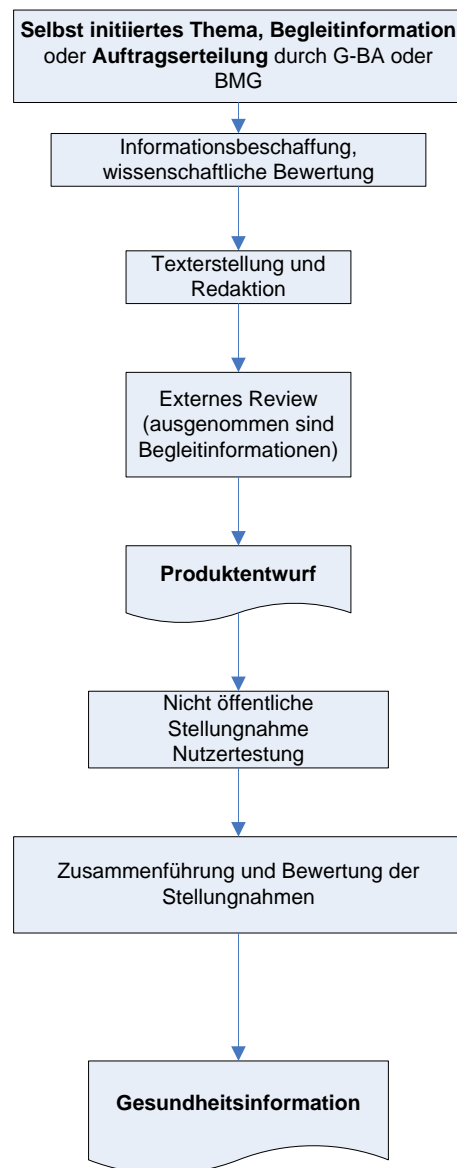 Selbst initiiertes Thema, Begleitinformation
oder Auftragserteilung durch G-BA oder
BMG
Informationsbeschaffung,
wissenschaftliche Bewertung
Texterstellung und
Redaktion
Externes Review
(ausgenommen sind
Begleitinformationen)
Produktentwurf
Nicht öffentliche
Stellungnahme
Nutzertestung
Zusammenführung und Bewertung der
Stellungnahmen
Gesundheitsinformation